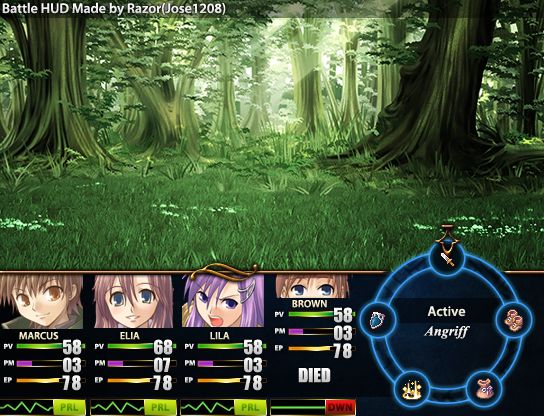 Battle HUD Made by Razor(Jose1208)
MARCUS
PV 58
PM 03
EP 78
PRL
ELIA
PV 68
PM 07
EP 78
PRL
LILA
PV 58
PM 03
EP 78
PRL
BROWN
PV 58
PM 03
EP 78
DIED
DWN
Active
Angriff